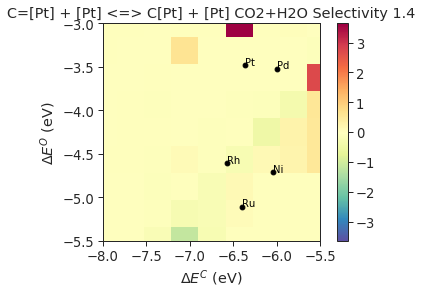 C=[Pt] + [Pt] <=> C[Pt] + [Pt] CO2+H2O Selectivity 1.4
−3.0
−3.5
−4.0
−4.5
−5.0
−5.5
ΔE^O (eV)
Pt
Pd
Rh
Ni
Ru
−8.0 −7.5 −7.0 −6.5 −6.0 −5.5
ΔE^C (eV)
3
2
1
0
−1
−2
−3